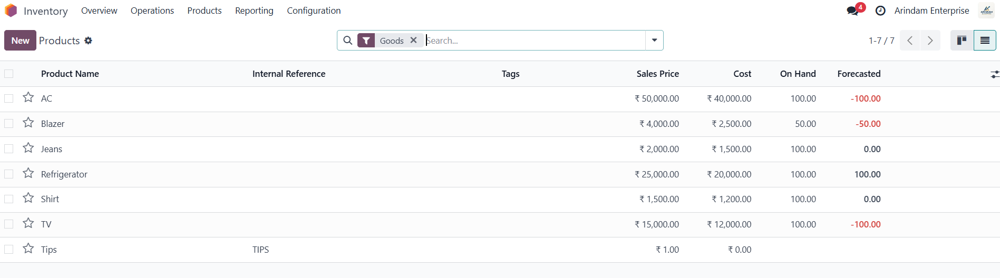 Inventory Overview Operations Products Reporting Configuration 4 Arindam Enterprise
New Products Goods Search... 1-7 / 7
Product Name Internal Reference Tags Sales Price Cost On Hand Forecasted
AC ₹ 50,000.00 ₹ 40,000.00 100.00 -100.00
Blazer ₹ 4,000.00 ₹ 2,500.00 50.00 -50.00
Jeans ₹ 2,000.00 ₹ 1,500.00 100.00 0.00
Refrigerator ₹ 25,000.00 ₹ 20,000.00 100.00 100.00
Shirt ₹ 1,500.00 ₹ 1,200.00 100.00 0.00
TV ₹ 15,000.00 ₹ 12,000.00 100.00 -100.00
Tips TIPS ₹ 1.00 ₹ 0.00